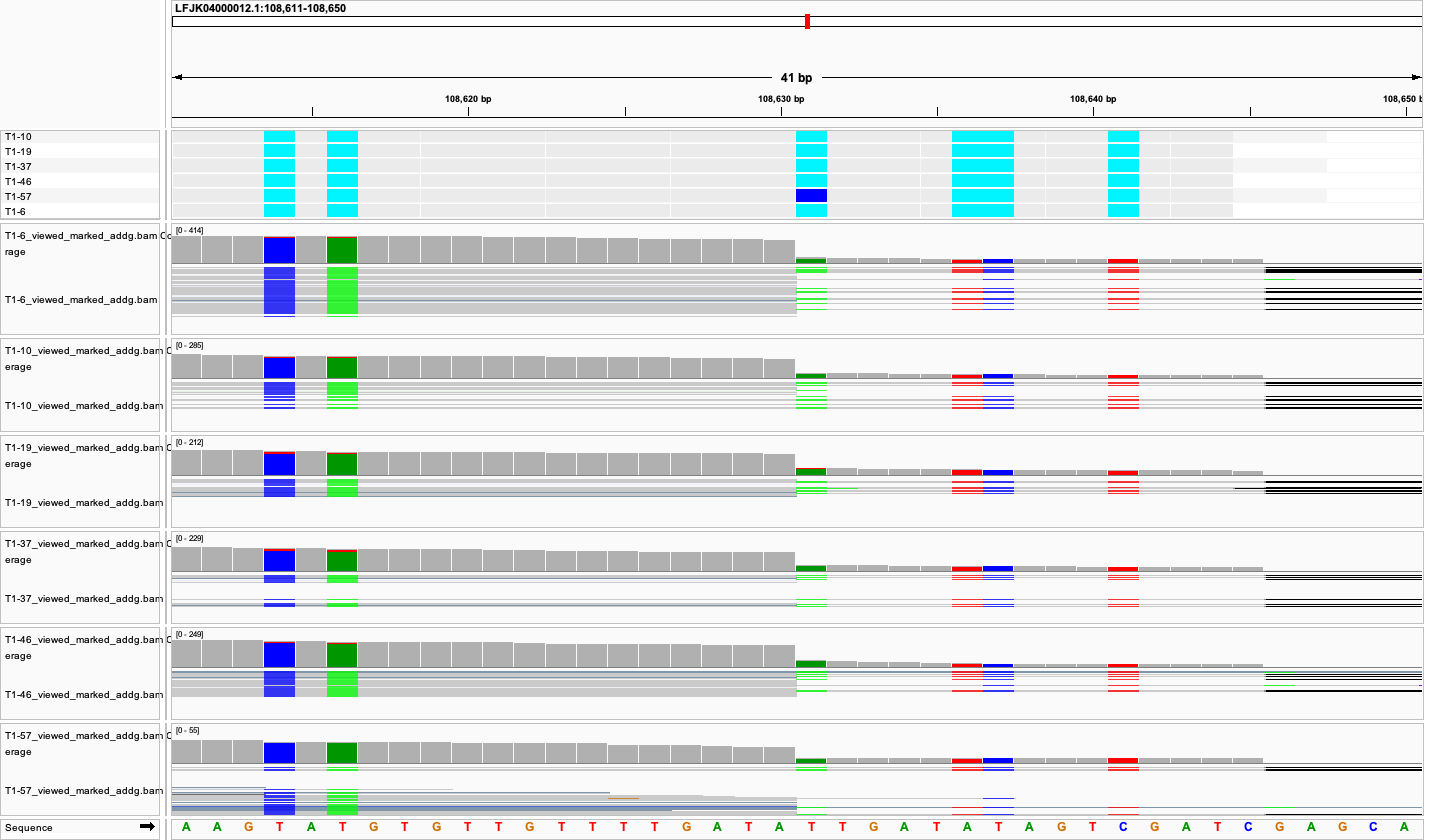 LFJK04000012.1:108,611-108,650
41 bp
108,620 bp 108,630 bp 108,640 bp 108,650 b
T1-10
T1-19
T1-37
T1-46
T1-57
T1-6
T1-6_viewed_marked_addg.bam Co
rage
[0 - 414]
T1-6_viewed_marked_addg.bam
T1-10_viewed_marked_addg.bam C
erage
[0 - 285]
T1-10_viewed_marked_addg.bam
T1-19_viewed_marked_addg.bam C
erage
[0 - 212]
T1-19_viewed_marked_addg.bam
T1-37_viewed_marked_addg.bam C
erage
[0 - 229]
T1-37_viewed_marked_addg.bam
T1-46_viewed_marked_addg.bam C
erage
[0 - 249]
T1-46_viewed_marked_addg.bam
T1-57_viewed_marked_addg.bam C
erage
[0 - 55]
T1-57_viewed_marked_addg.bam
Sequence A A G T A T G T G T T G T T T T G A T A T T G A T A T A G T C G A T C G A G C A